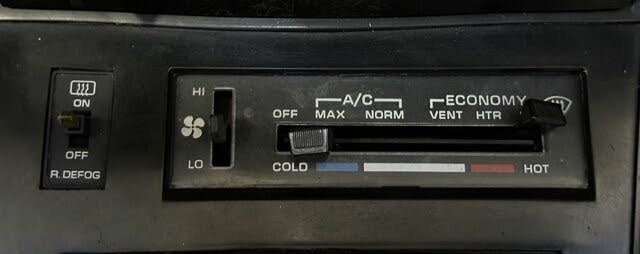 ON
OFF
R. DEFOG
HI
LO
A/C
ECONOMY
OFF MAX NORM VENT HTR
COLD HOT